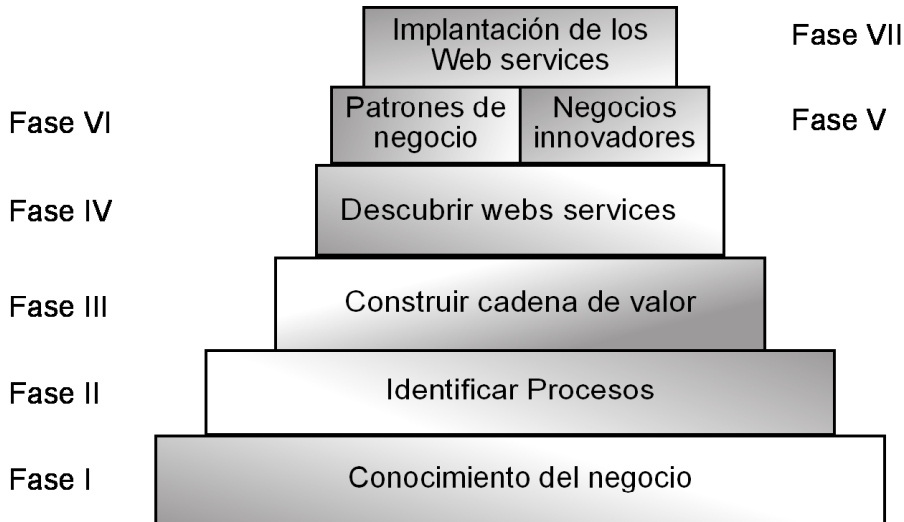 Implantación de los
Web services
Fase VII
Fase VI
Patrones de
negocio
Negocios
innovadores
Fase V
Fase IV
Descubrir webs services
Fase III
Construir cadena de valor
Fase II
Identificar Procesos
Fase I
Conocimiento del negocio